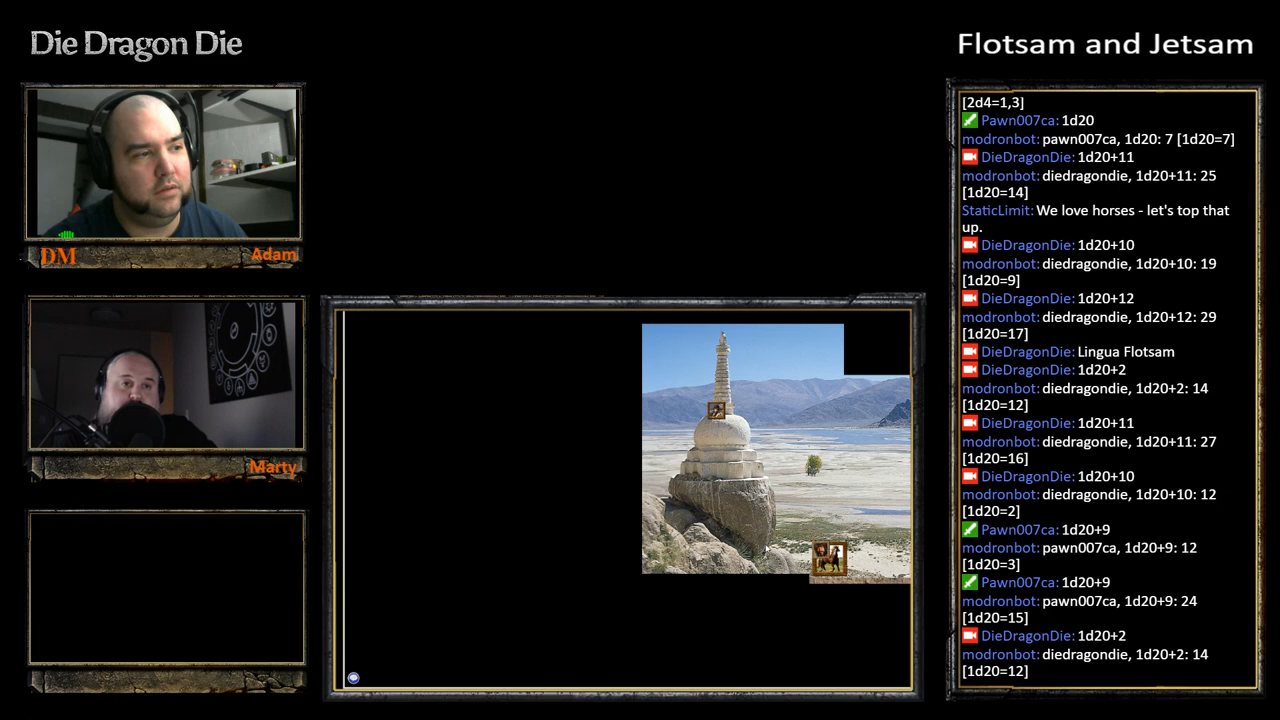 Die Dragon Die
Flotsam and Jetsam
DM
Adam
Marty
[2d4=1,3]
Pawn007ca: 1d20
modronbot: pawn007ca, 1d20: 7 [1d20=7]
DieDragonDie: 1d20+11
modronbot: diedragondie, 1d20+11: 25
[1d20=14]
StaticLimit: We love horses - let's top that
up.
DieDragonDie: 1d20+10
modronbot: diedragondie, 1d20+10: 19
[1d20=9]
DieDragonDie: 1d20+12
modronbot: diedragondie, 1d20+12: 29
[1d20=17]
DieDragonDie: Lingua Flotsam
DieDragonDie: 1d20+2
modronbot: diedragondie, 1d20+2: 14
[1d20=12]
DieDragonDie: 1d20+11
modronbot: diedragondie, 1d20+11: 27
[1d20=16]
DieDragonDie: 1d20+10
modronbot: diedragondie, 1d20+10: 12
[1d20=2]
Pawn007ca: 1d20+9
modronbot: pawn007ca, 1d20+9: 12
[1d20=3]
Pawn007ca: 1d20+9
modronbot: pawn007ca, 1d20+9: 24
[1d20=15]
DieDragonDie: 1d20+2
modronbot: diedragondie, 1d20+2: 14
[1d20=12]